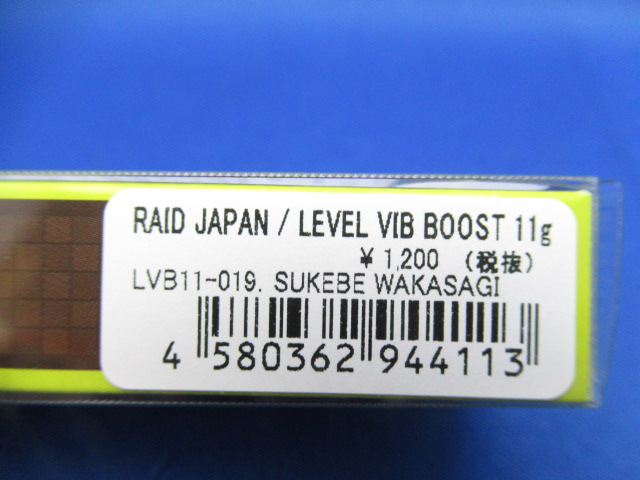 RAID JAPAN / LEVEL VIB BOOST 11g
¥ 1,200 (税抜)
LVB11-019. SUKEBE WAKASAGI
4 580362 944113